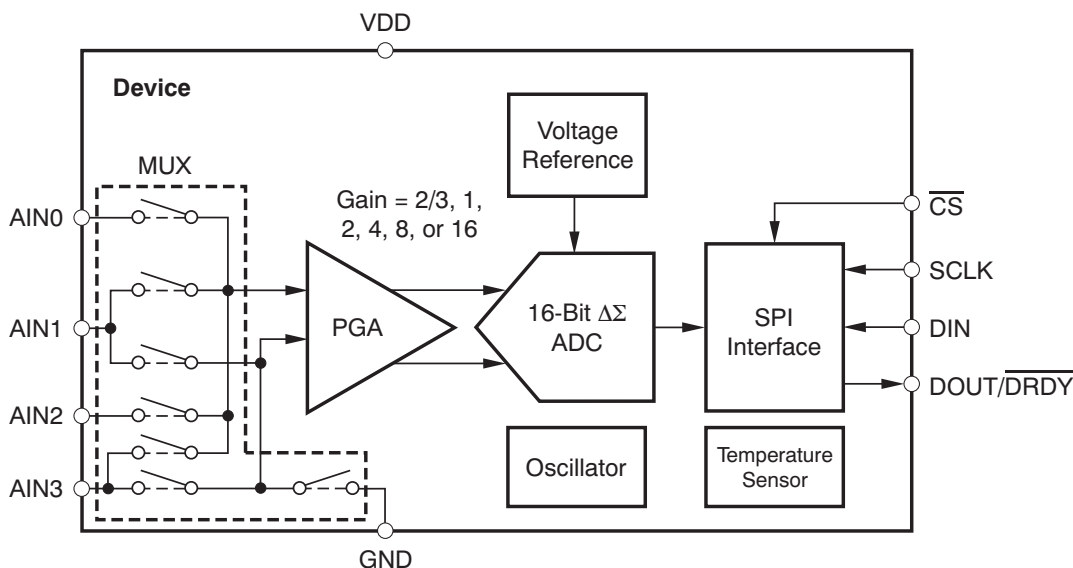 VDD
Device
MUX
Voltage
Reference
Gain = 2/3, 1,
2, 4, 8, or 16
AIN0
CS
SCLK
AIN1
PGA
16-Bit ΔΣ
ADC
SPI
Interface
DIN
DOUT/DRDY
AIN2
AIN3
Oscillator
Temperature
Sensor
GND